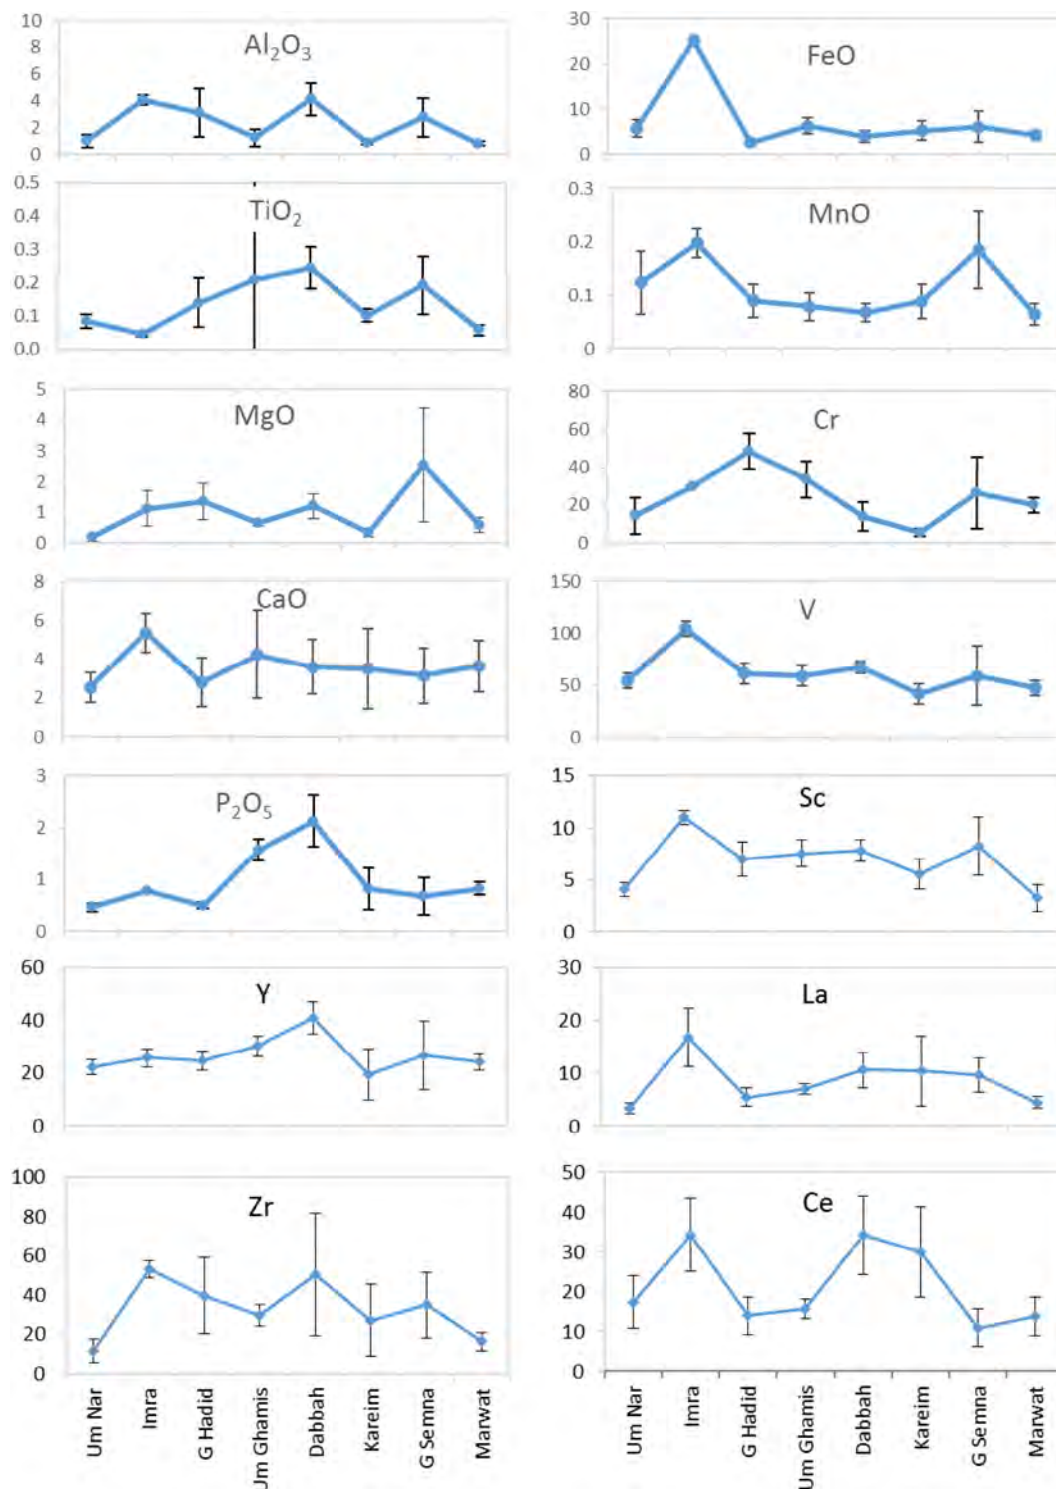 Al₂O₃
10
8
6
4
2
0
FeO
30
20
10
0
TiO₂
0.5
0.4
0.3
0.2
0.1
0.0
MnO
0.3
0.2
0.1
0
MgO
5
4
3
2
1
0
Cr
80
60
40
20
0
CaO
8
6
4
2
0
V
150
100
50
0
P₂O₅
3
2
1
0
Sc
15
10
5
0
Y
60
40
20
0
La
30
20
10
0
Zr
100
80
60
40
20
0
Um Nar
Imra
G Hadid
Um Ghamis
Dabbah
Kareim
G Semna
Marwat
Ce
50
40
30
20
10
0
Um Nar
Imra
G Hadid
Um Ghamis
Dabbah
Kareim
G Semna
Marwat